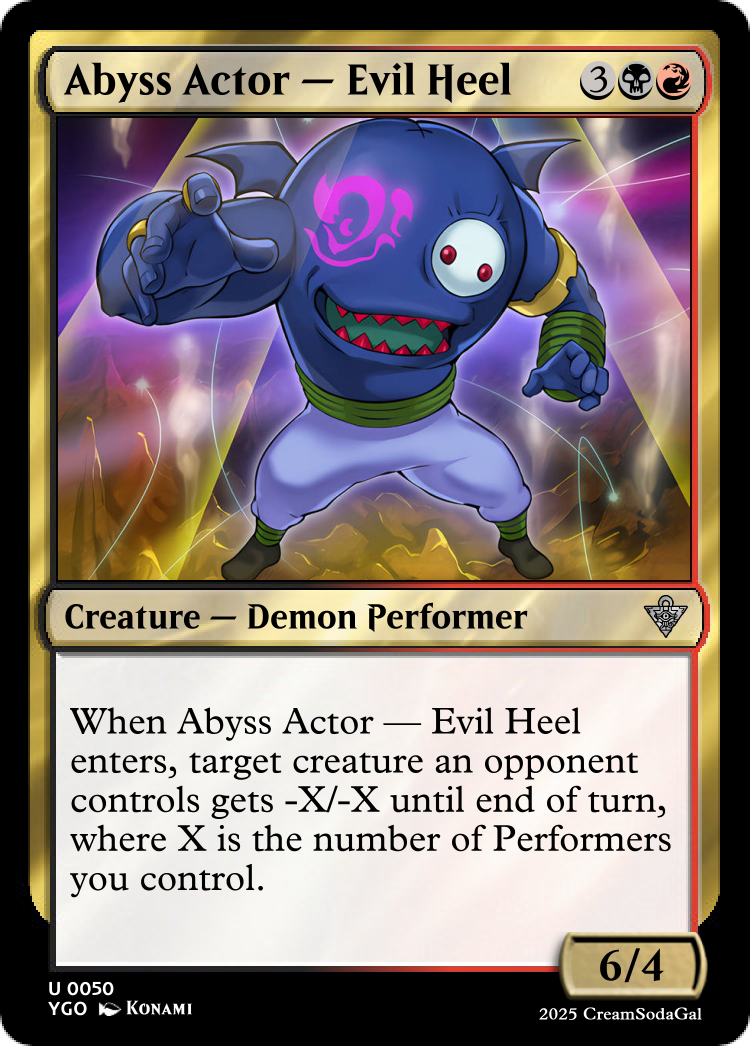 Abyss Actor — Evil Heel 3
Creature — Demon Performer
When Abyss Actor — Evil Heel
enters, target creature an opponent
controls gets -X/-X until end of turn,
where X is the number of Performers
you control.
6/4
U 0050
YGO KONAMI
2025 CreamSodaGal